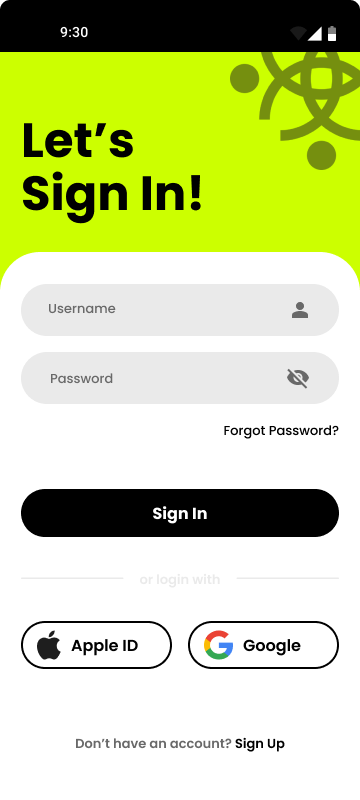 9:30
Let’s
Sign In!
Username
Password
Forgot Password?
Sign In
or login with
Apple ID
Google
Don’t have an account? Sign Up